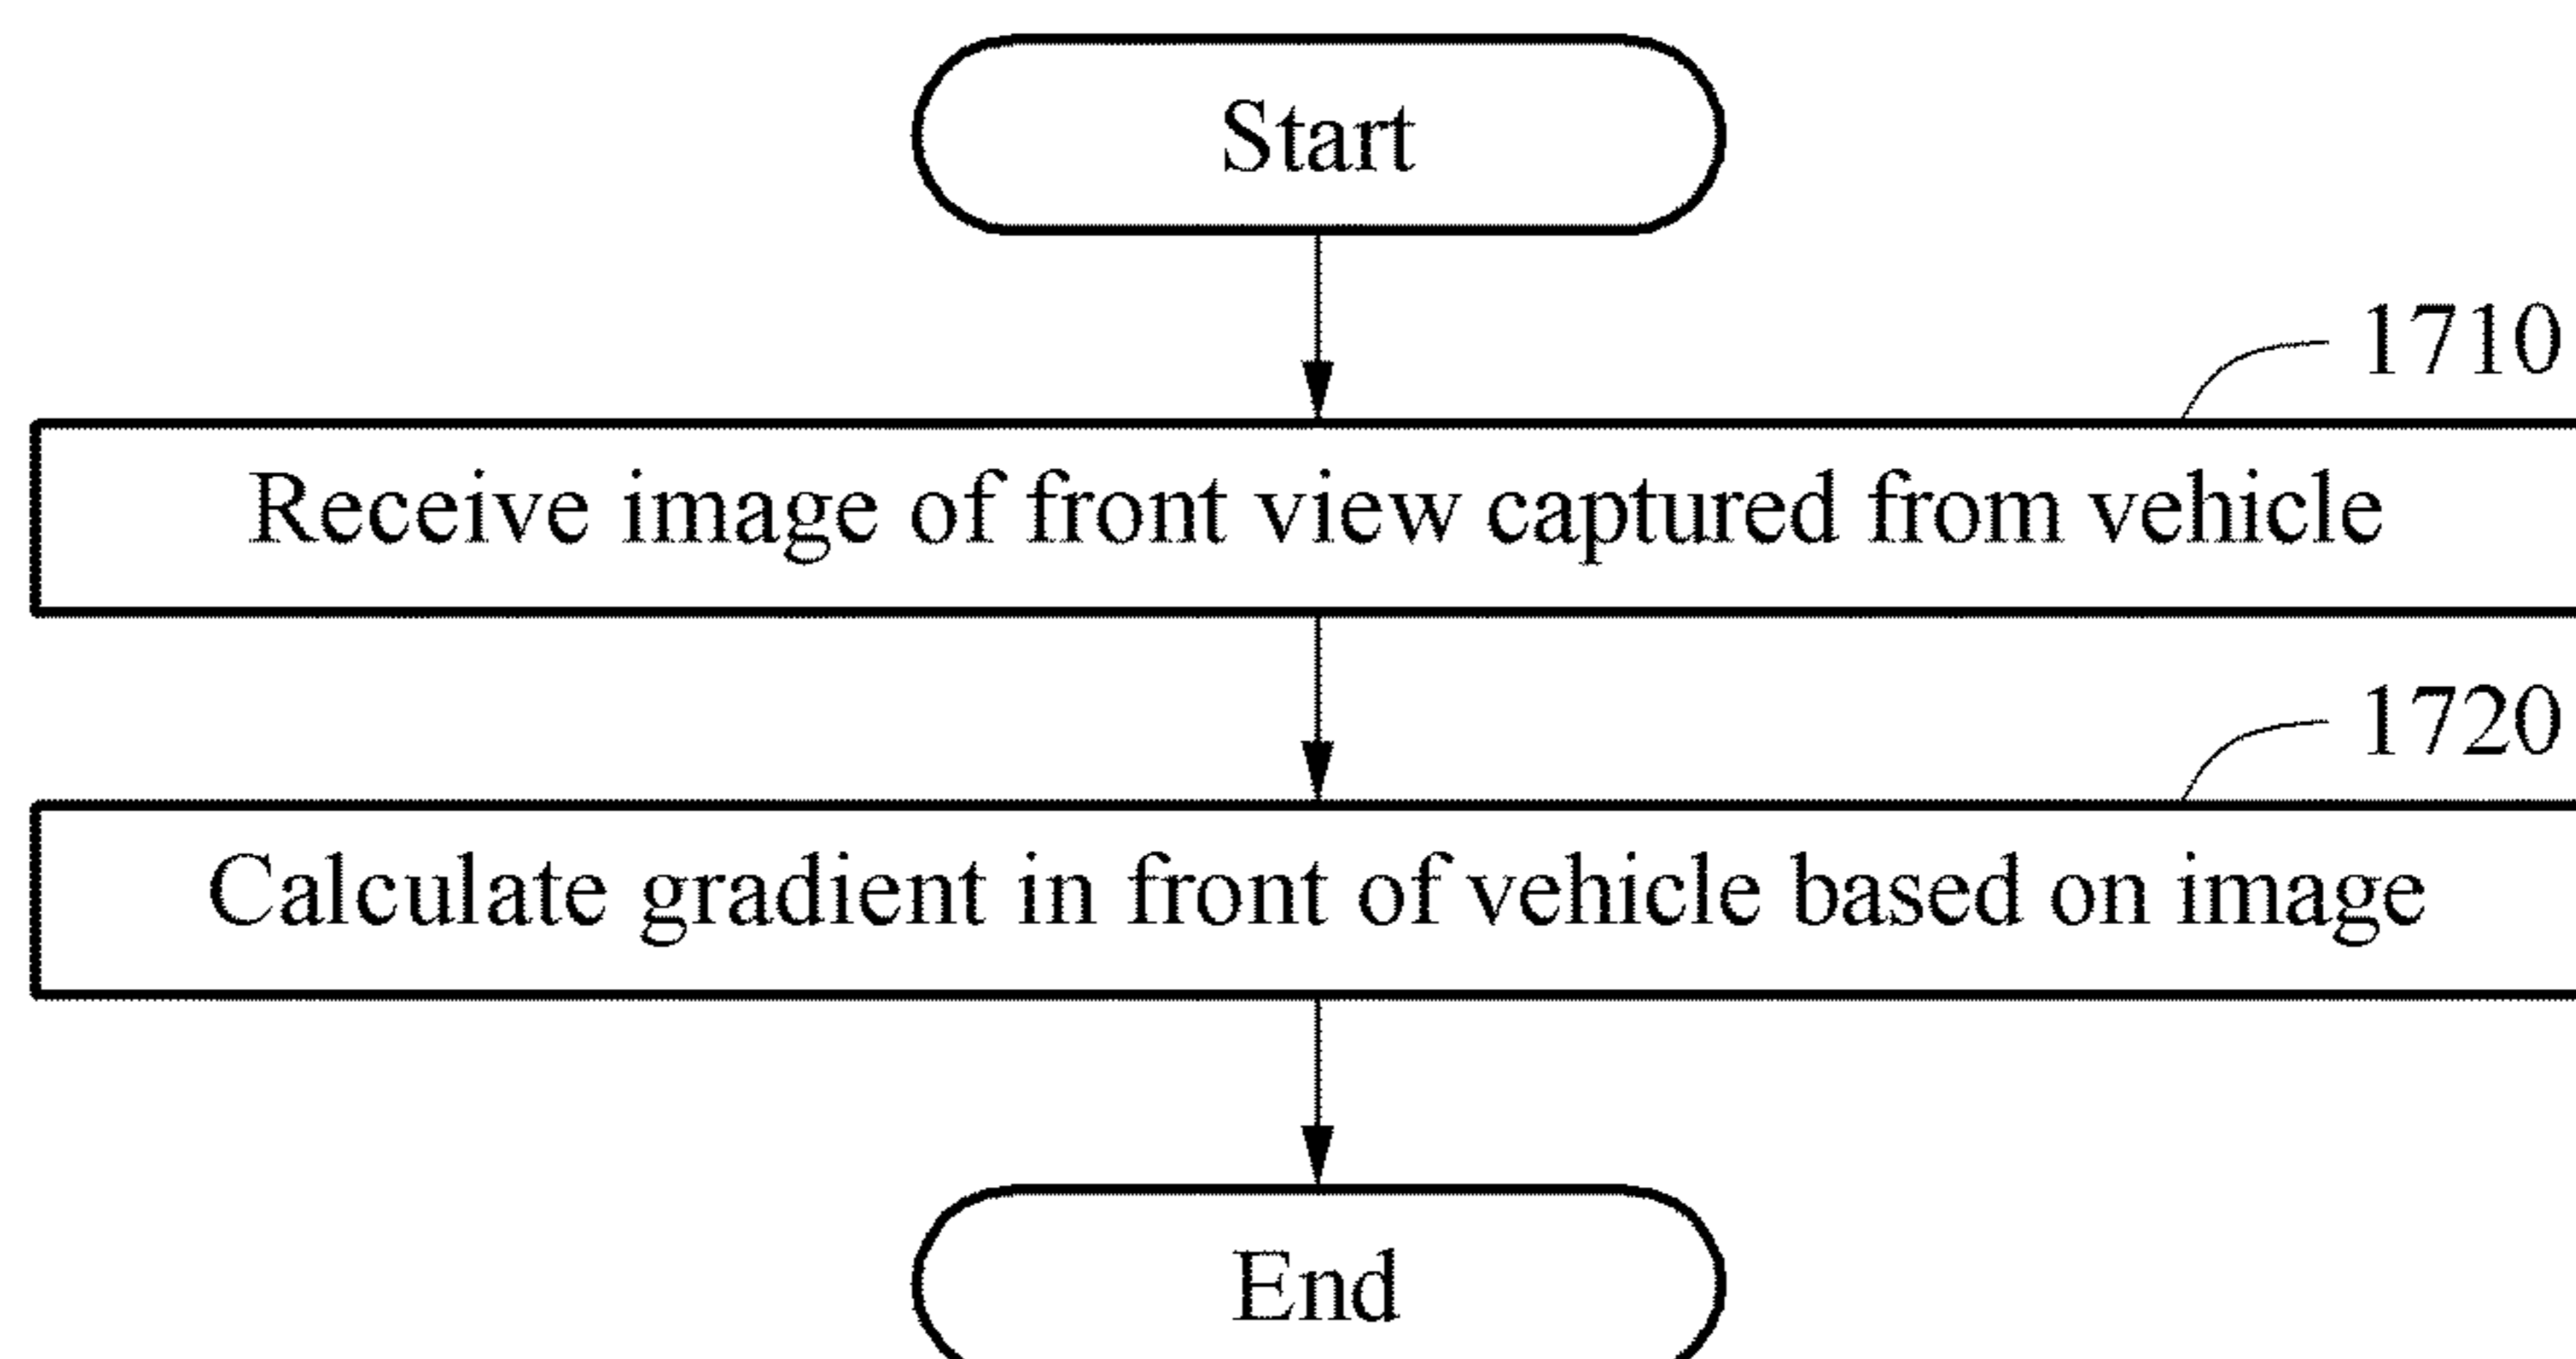 Start
1710
Receive image of front view captured from vehicle
1720
Calculate gradient in front of vehicle based on image
End